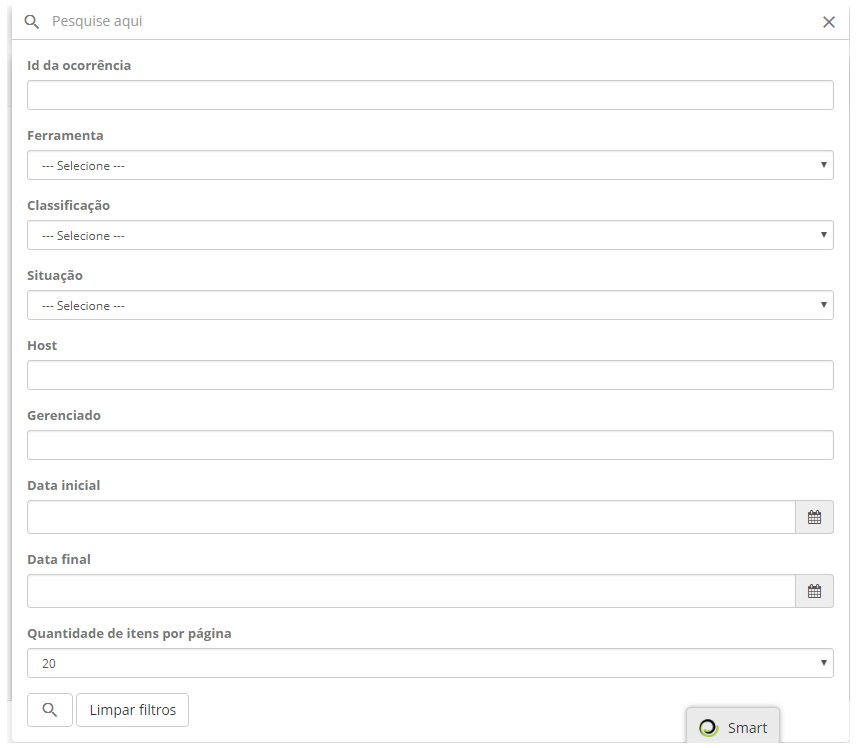 Pesquise aqui
Id da ocorrência
Ferramenta
--- Selecione ---
Classificação
--- Selecione ---
Situação
--- Selecione ---
Host
Gerenciado
Data inicial
Data final
Quantidade de itens por página
20
Limpar filtros
Smart